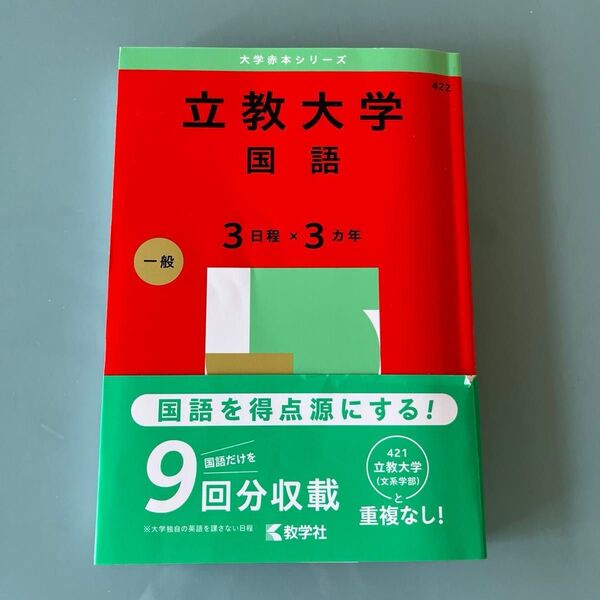 大学赤本シリーズ
422
立教大学
国語
3日程×3カ年
一般
国語を得点源にする!
9
国語だけを
回分収載
※大学独自の英語を課さない日程
421
立教大学
(文系学部)
と
重複なし!
教学社